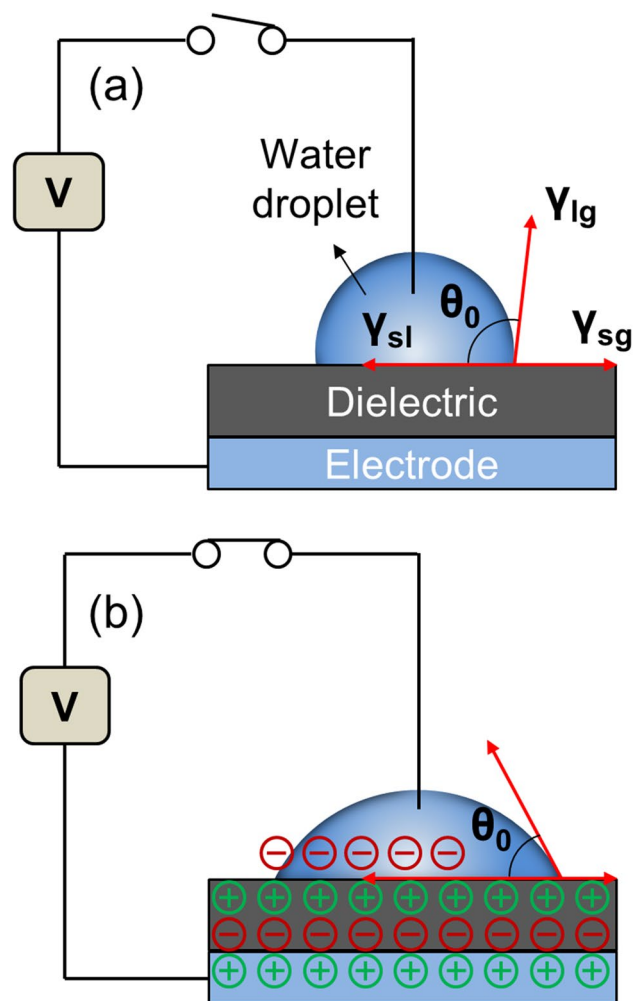 (a)
V
Water
droplet
γlg
θ0
γsl
γsg
Dielectric
Electrode
(b)
V
θ0
− − − − −
+ + + + + + + + +
− − − − − − − − −
+ + + + + + + + +